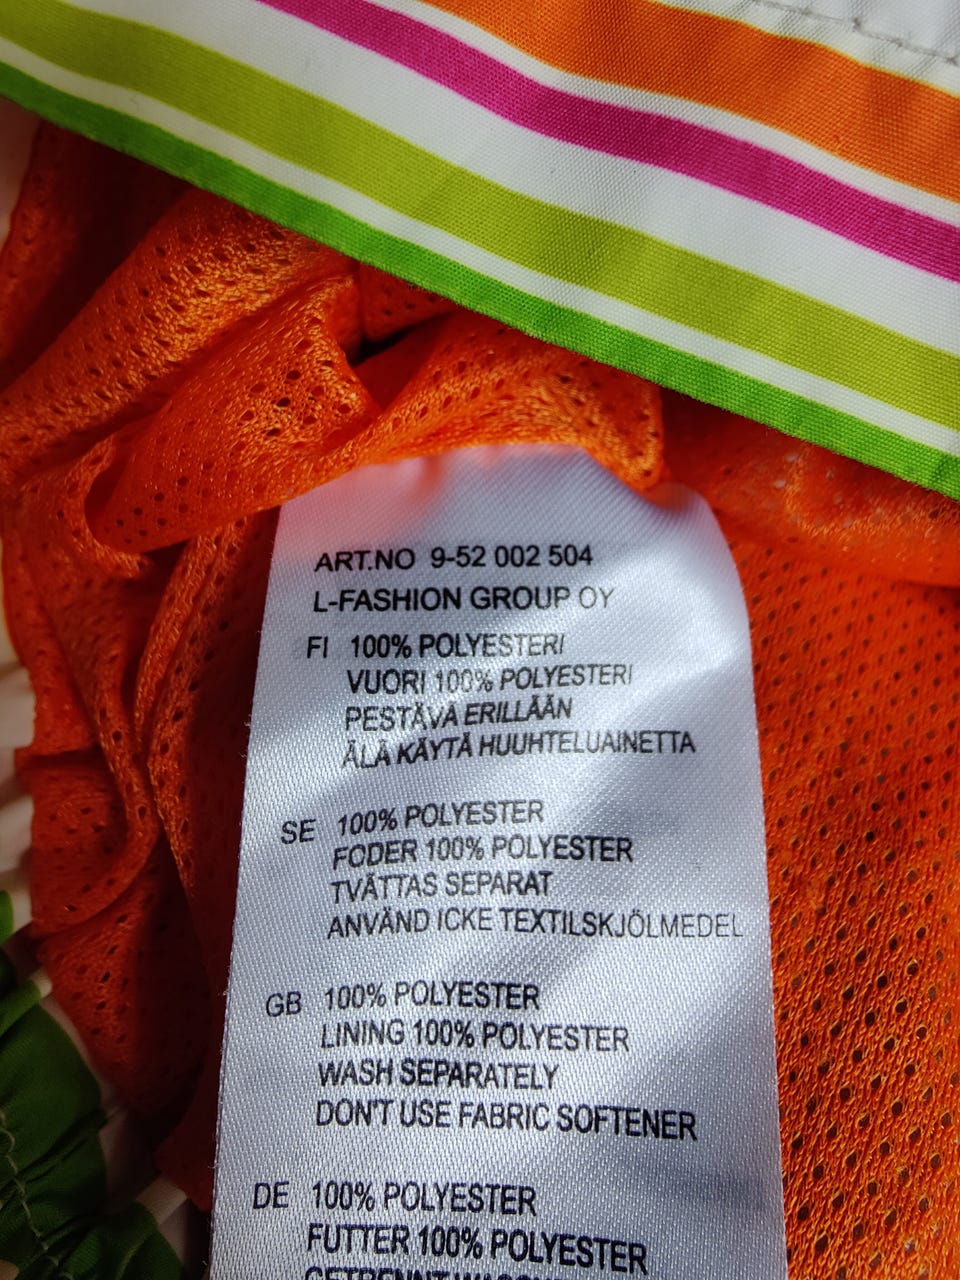 ART.NO 9-52 002 504
L-FASHION GROUP OY
FI 100% POLYESTERI
VUORI 100% POLYESTERI
PESTÄVÄ ERILLÄÄN
ÄLÄ KÄYTÄ HUUHTELUAINETTA
SE 100% POLYESTER
FODER 100% POLYESTER
TVÄTTAS SEPARAT
ANVÄND ICKE TEXTILSKJÖLMEDEL
GB 100% POLYESTER
LINING 100% POLYESTER
WASH SEPARATELY
DON'T USE FABRIC SOFTENER
DE 100% POLYESTER
FUTTER 100% POLYESTER
GETRENNT